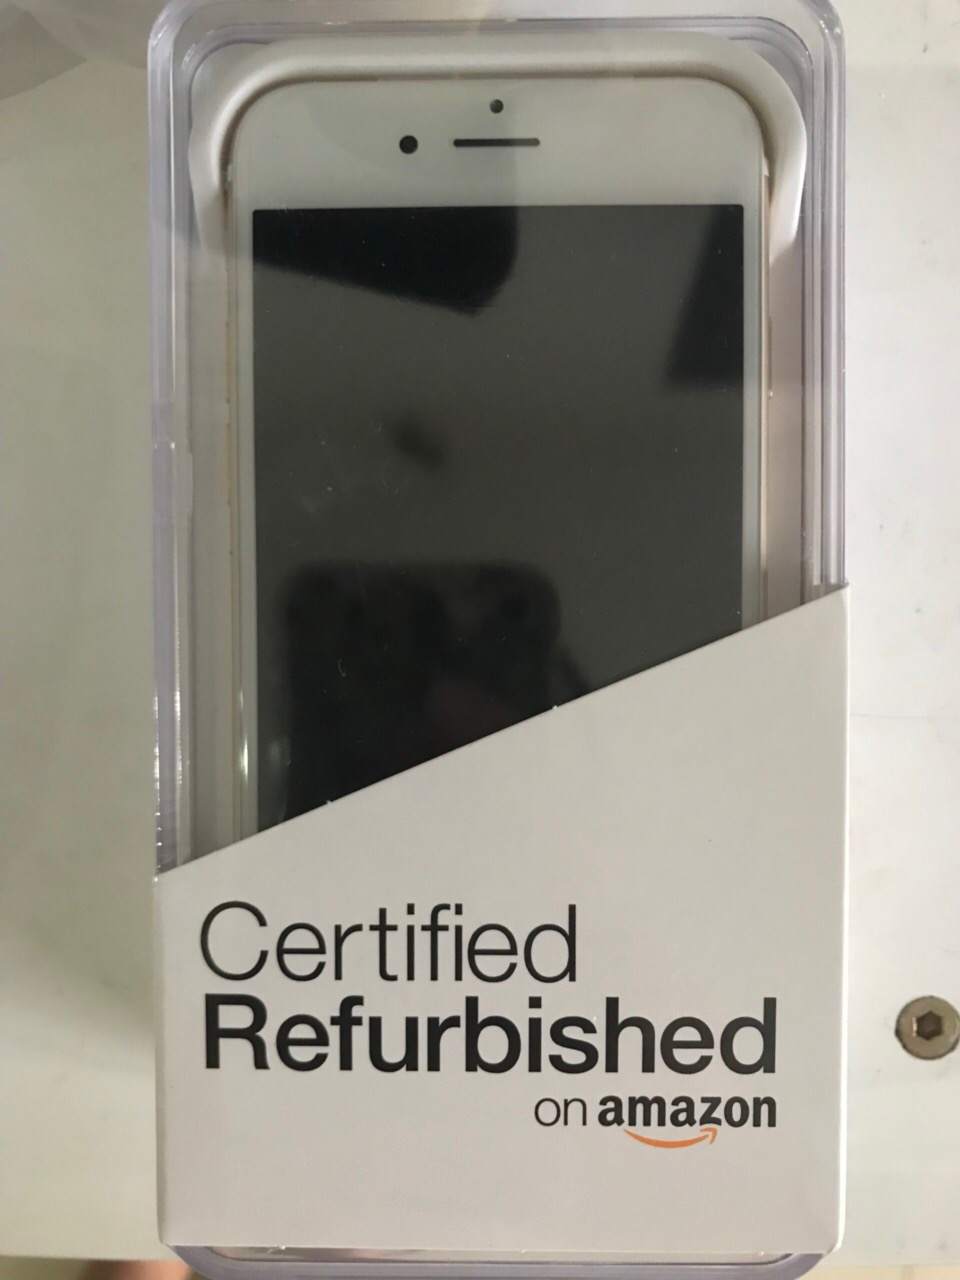 Certified
Refurbished
on amazon